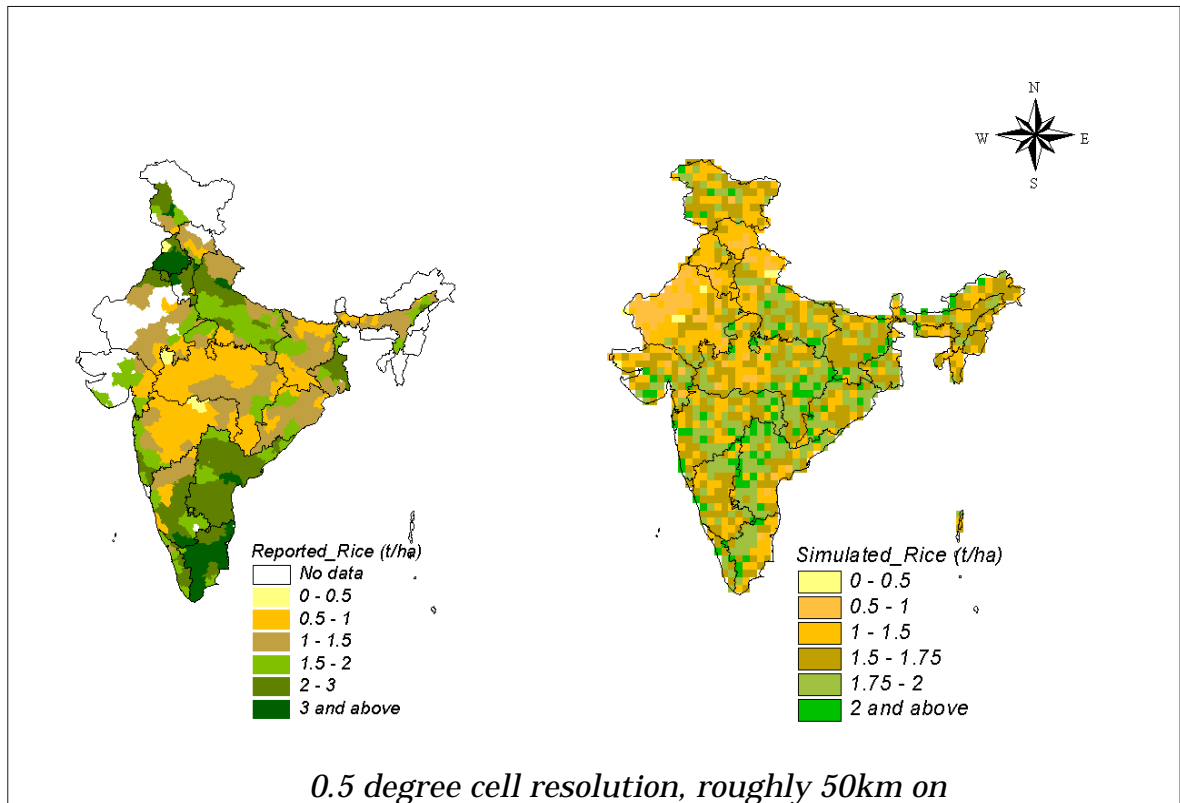 N
W E
S
Reported_Rice (t/ha)
No data
0 - 0.5
0.5 - 1
1 - 1.5
1.5 - 2
2 - 3
3 and above
Simulated_Rice (t/ha)
0 - 0.5
0.5 - 1
1 - 1.5
1.5 - 1.75
1.75 - 2
2 and above
0.5 degree cell resolution, roughly 50km on